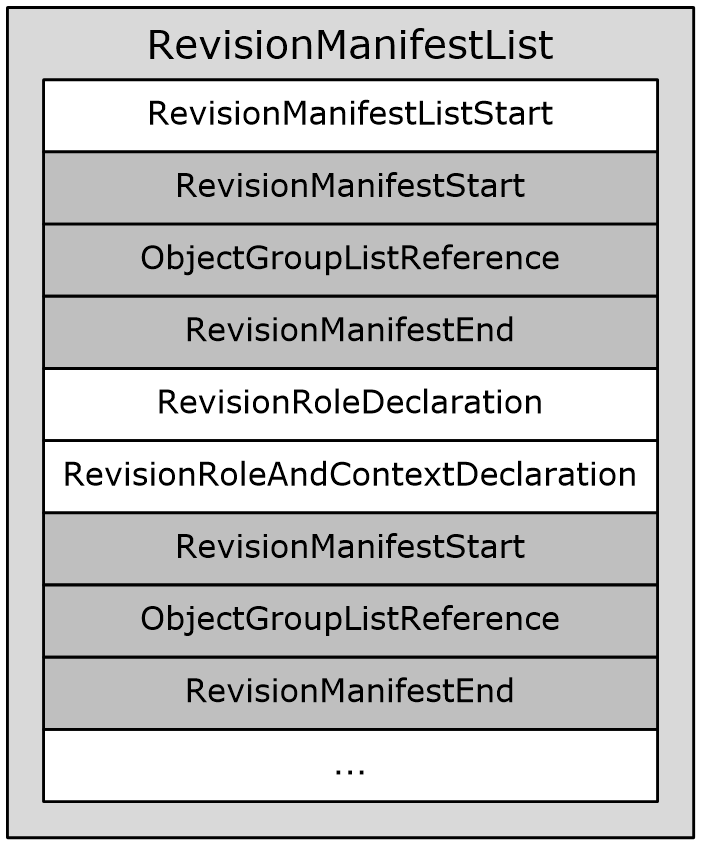 RevisionManifestList
RevisionManifestListStart
RevisionManifestStart
ObjectGroupListReference
RevisionManifestEnd
RevisionRoleDeclaration
RevisionRoleAndContextDeclaration
RevisionManifestStart
ObjectGroupListReference
RevisionManifestEnd
...